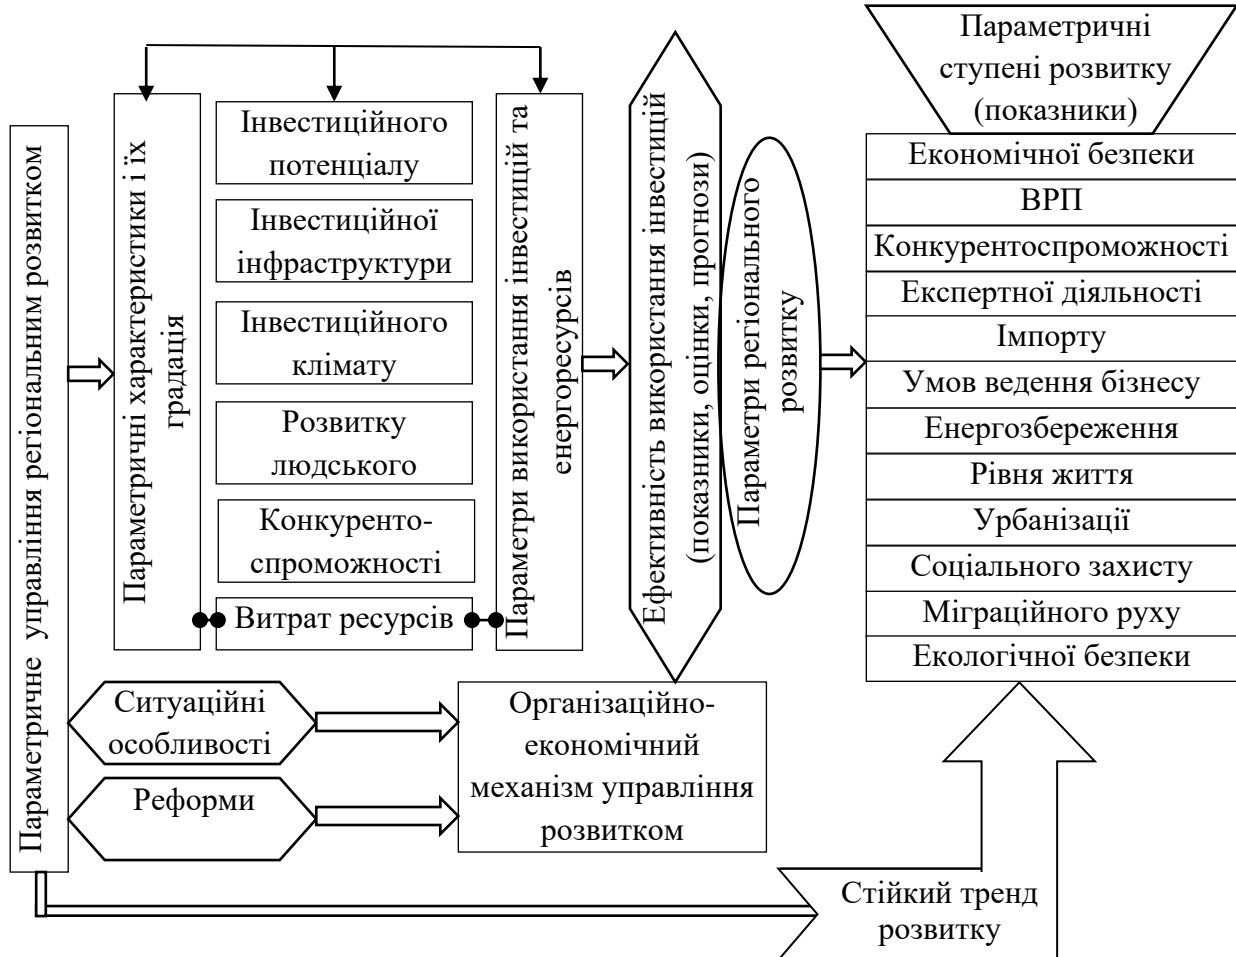 Параметричне управління регіональним розвитком
Параметричні характеристики і їх
градація
Інвестиційного
потенціалу
Інвестиційної
інфраструктури
Інвестиційного
клімату
Розвитку
людського
Конкуренто-
спроможності
Витрат ресурсів
Параметри використання інвестицій та
енергоресурсів
Ефективність використання інвестицій
(показники, оцінки, прогнози)
Параметри регіонального
розвитку
Параметричні
ступені розвитку
(показники)
Економічної безпеки
ВРП
Конкурентоспроможності
Експертної діяльності
Імпорту
Умов ведення бізнесу
Енергозбереження
Рівня життя
Урбанізації
Соціального захисту
Міграційного руху
Екологічної безпеки
Ситуаційні
особливості
Реформи
Організаційно-
економічний
механізм управління
розвитком
Стійкий тренд
розвитку